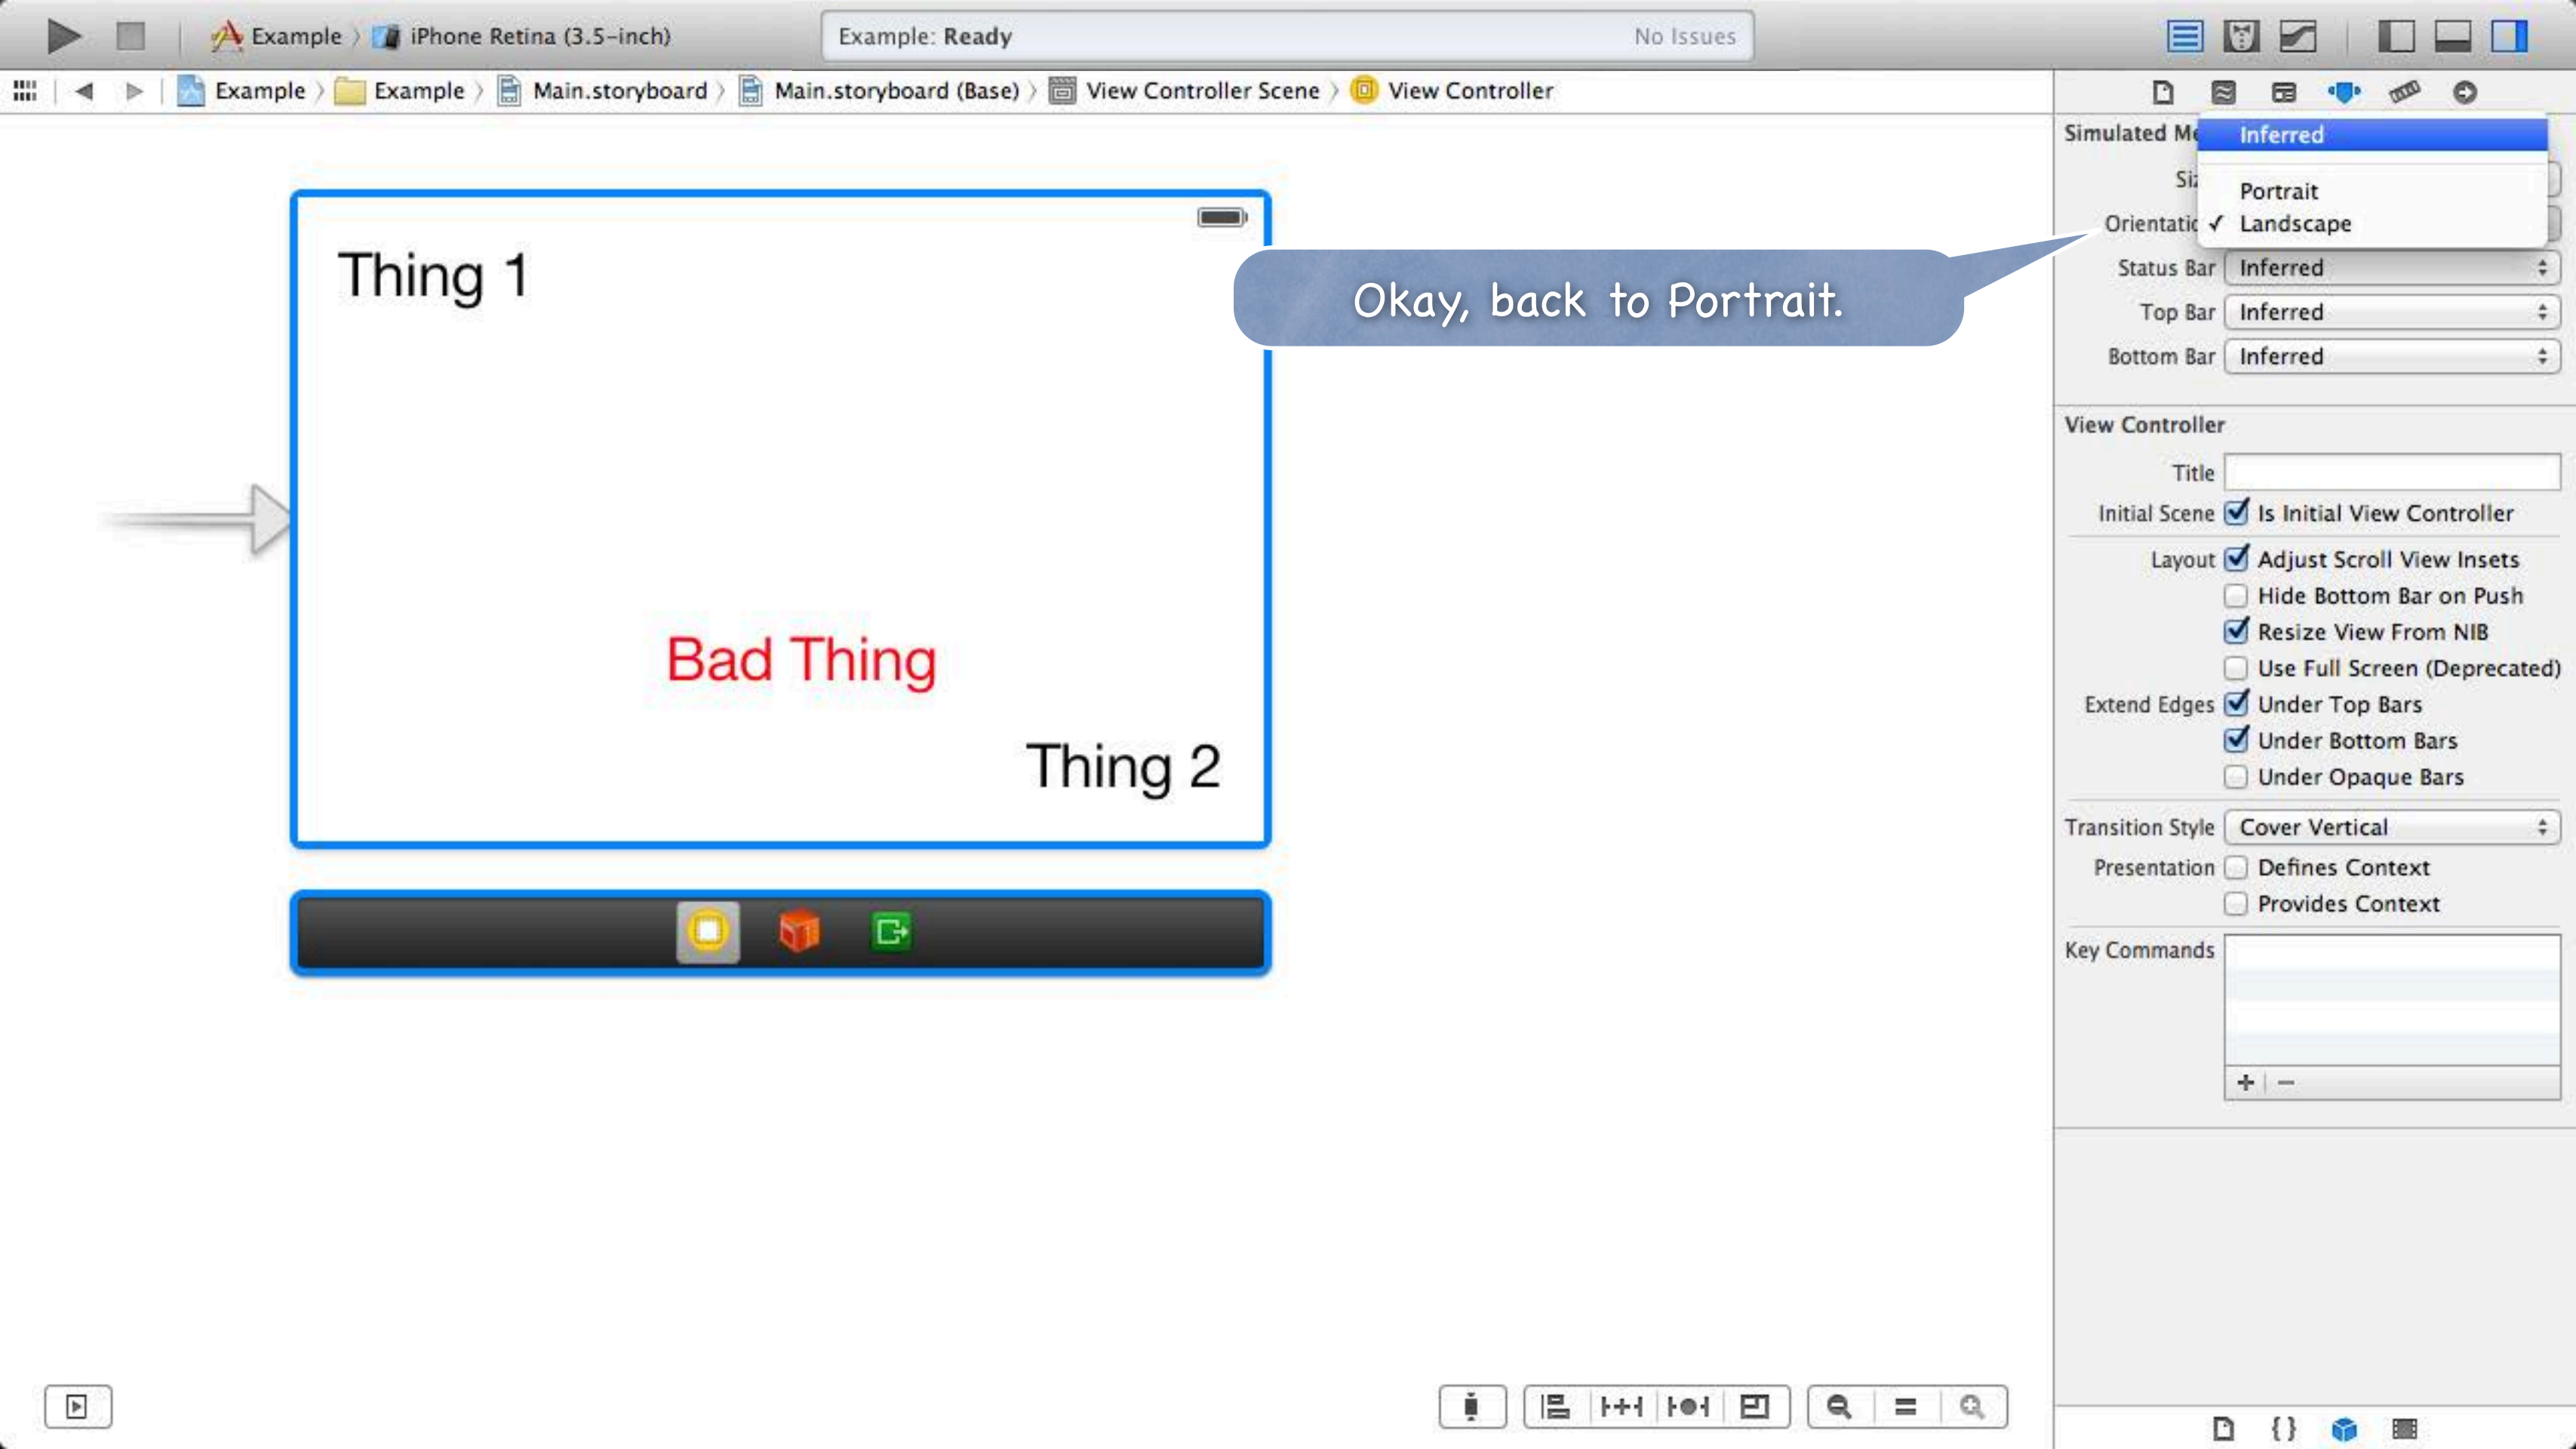 Example iPhone Retina (3.5-inch)
Example: Ready
No Issues
Example Example Main.storyboard Main.storyboard (Base) View Controller Scene View Controller
Thing 1
Bad Thing
Thing 2
Okay, back to Portrait.
Simulated
Inferred
Portrait
✓ Landscape
Status Bar Inferred
Top Bar Inferred
Bottom Bar Inferred
View Controller
Title
Initial Scene Is Initial View Controller
Layout Adjust Scroll View Insets
Hide Bottom Bar on Push
Resize View From NIB
Use Full Screen (Deprecated)
Extend Edges Under Top Bars
Under Bottom Bars
Under Opaque Bars
Transition Style Cover Vertical
Presentation Defines Context
Provides Context
Key Commands